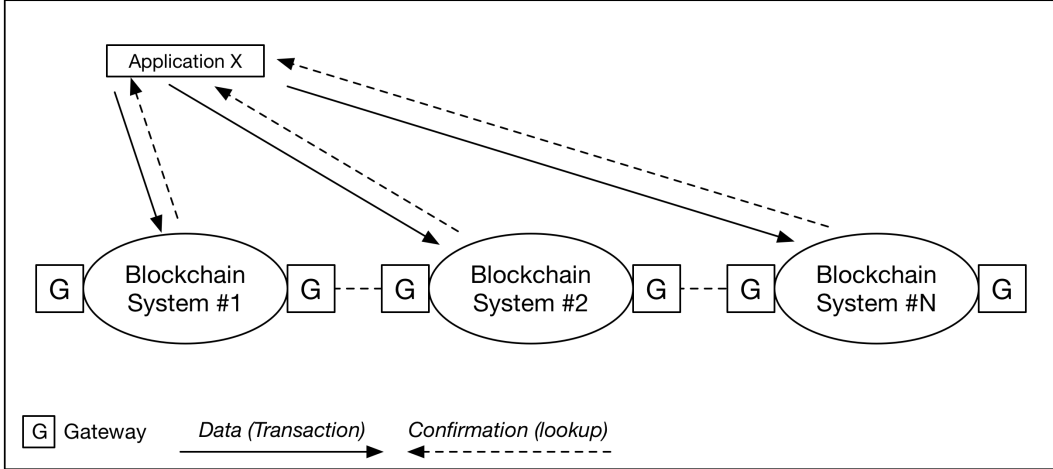 Application X
G
Blockchain
System #1
G
G
Blockchain
System #2
G
G
Blockchain
System #N
G
G Gateway
Data (Transaction)
Confirmation (lookup)